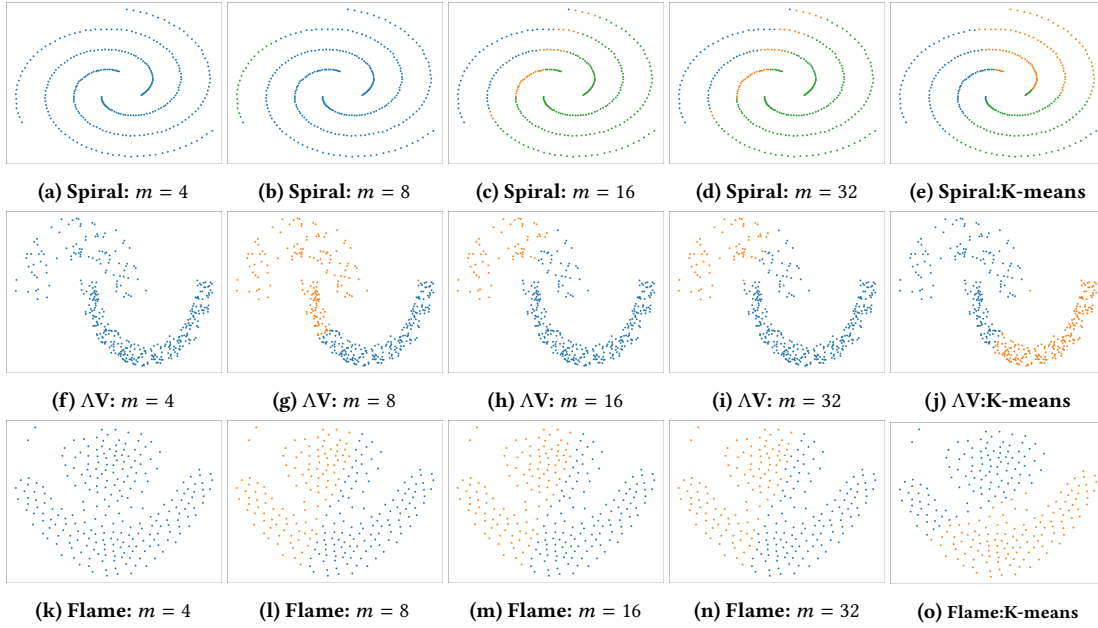 (a) Spiral: m = 4
(b) Spiral: m = 8
(c) Spiral: m = 16
(d) Spiral: m = 32
(e) Spiral:K-means
(f) ΛV: m = 4
(g) ΛV: m = 8
(h) ΛV: m = 16
(i) ΛV: m = 32
(j) ΛV:K-means
(k) Flame: m = 4
(l) Flame: m = 8
(m) Flame: m = 16
(n) Flame: m = 32
(o) Flame:K-means